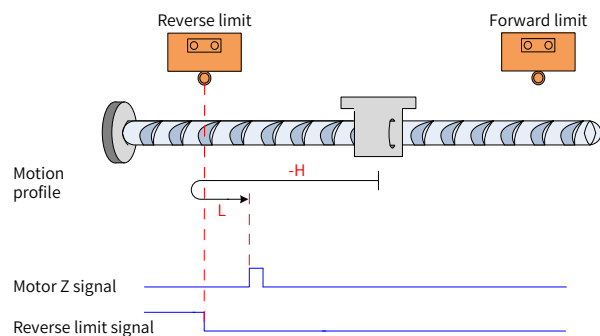 Reverse limit
Forward limit
Motion
profile
-H
L
Motor Z signal
Reverse limit signal